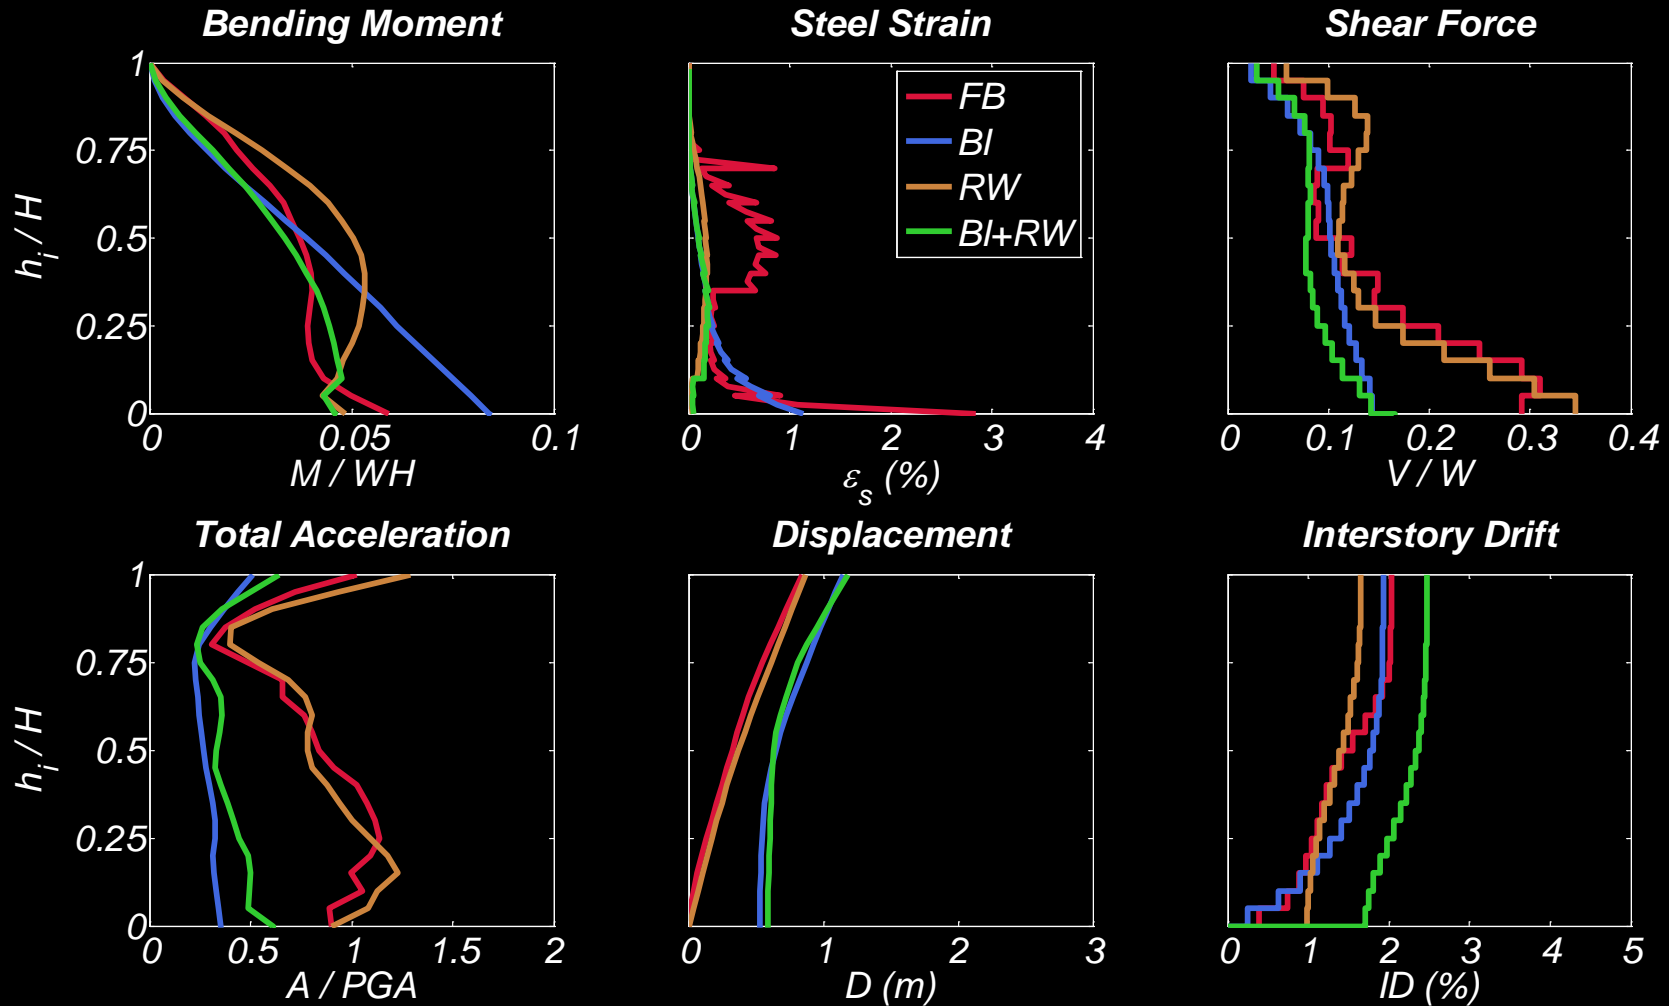 Bending Moment
Steel Strain
Shear Force
1
0.75
0.5
0.25
0
h_i / H
0 0.05 0.1
M / WH
FB
BI
RW
BI+RW
0 1 2 3 4
ε_s (%)
0 0.1 0.2 0.3 0.4
V / W
Total Acceleration
Displacement
Interstory Drift
1
0.75
0.5
0.25
0
h_i / H
0 0.5 1 1.5 2
A / PGA
0 1 2 3
D (m)
0 1 2 3 4 5
ID (%)